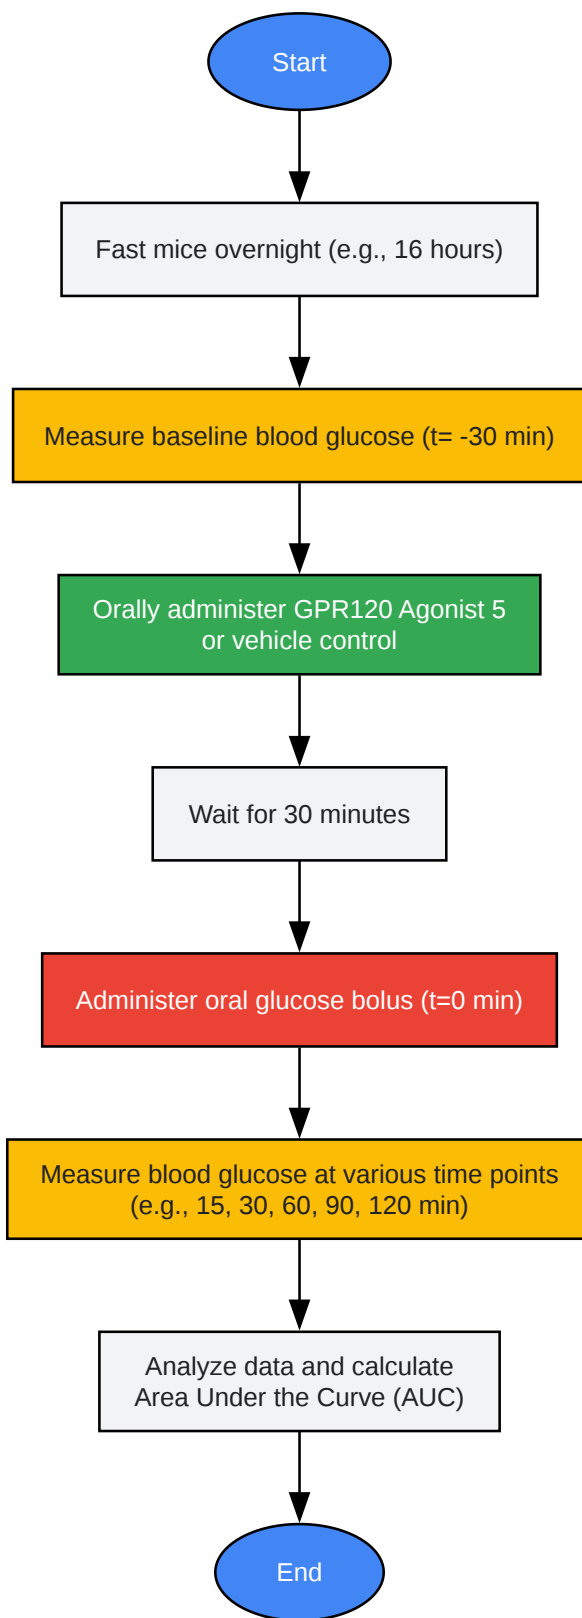 Start
Fast mice overnight (e.g., 16 hours)
Measure baseline blood glucose (t= -30 min)
Orally administer GPR120 Agonist 5
or vehicle control
Wait for 30 minutes
Administer oral glucose bolus (t=0 min)
Measure blood glucose at various time points
(e.g., 15, 30, 60, 90, 120 min)
Analyze data and calculate
Area Under the Curve (AUC)
End